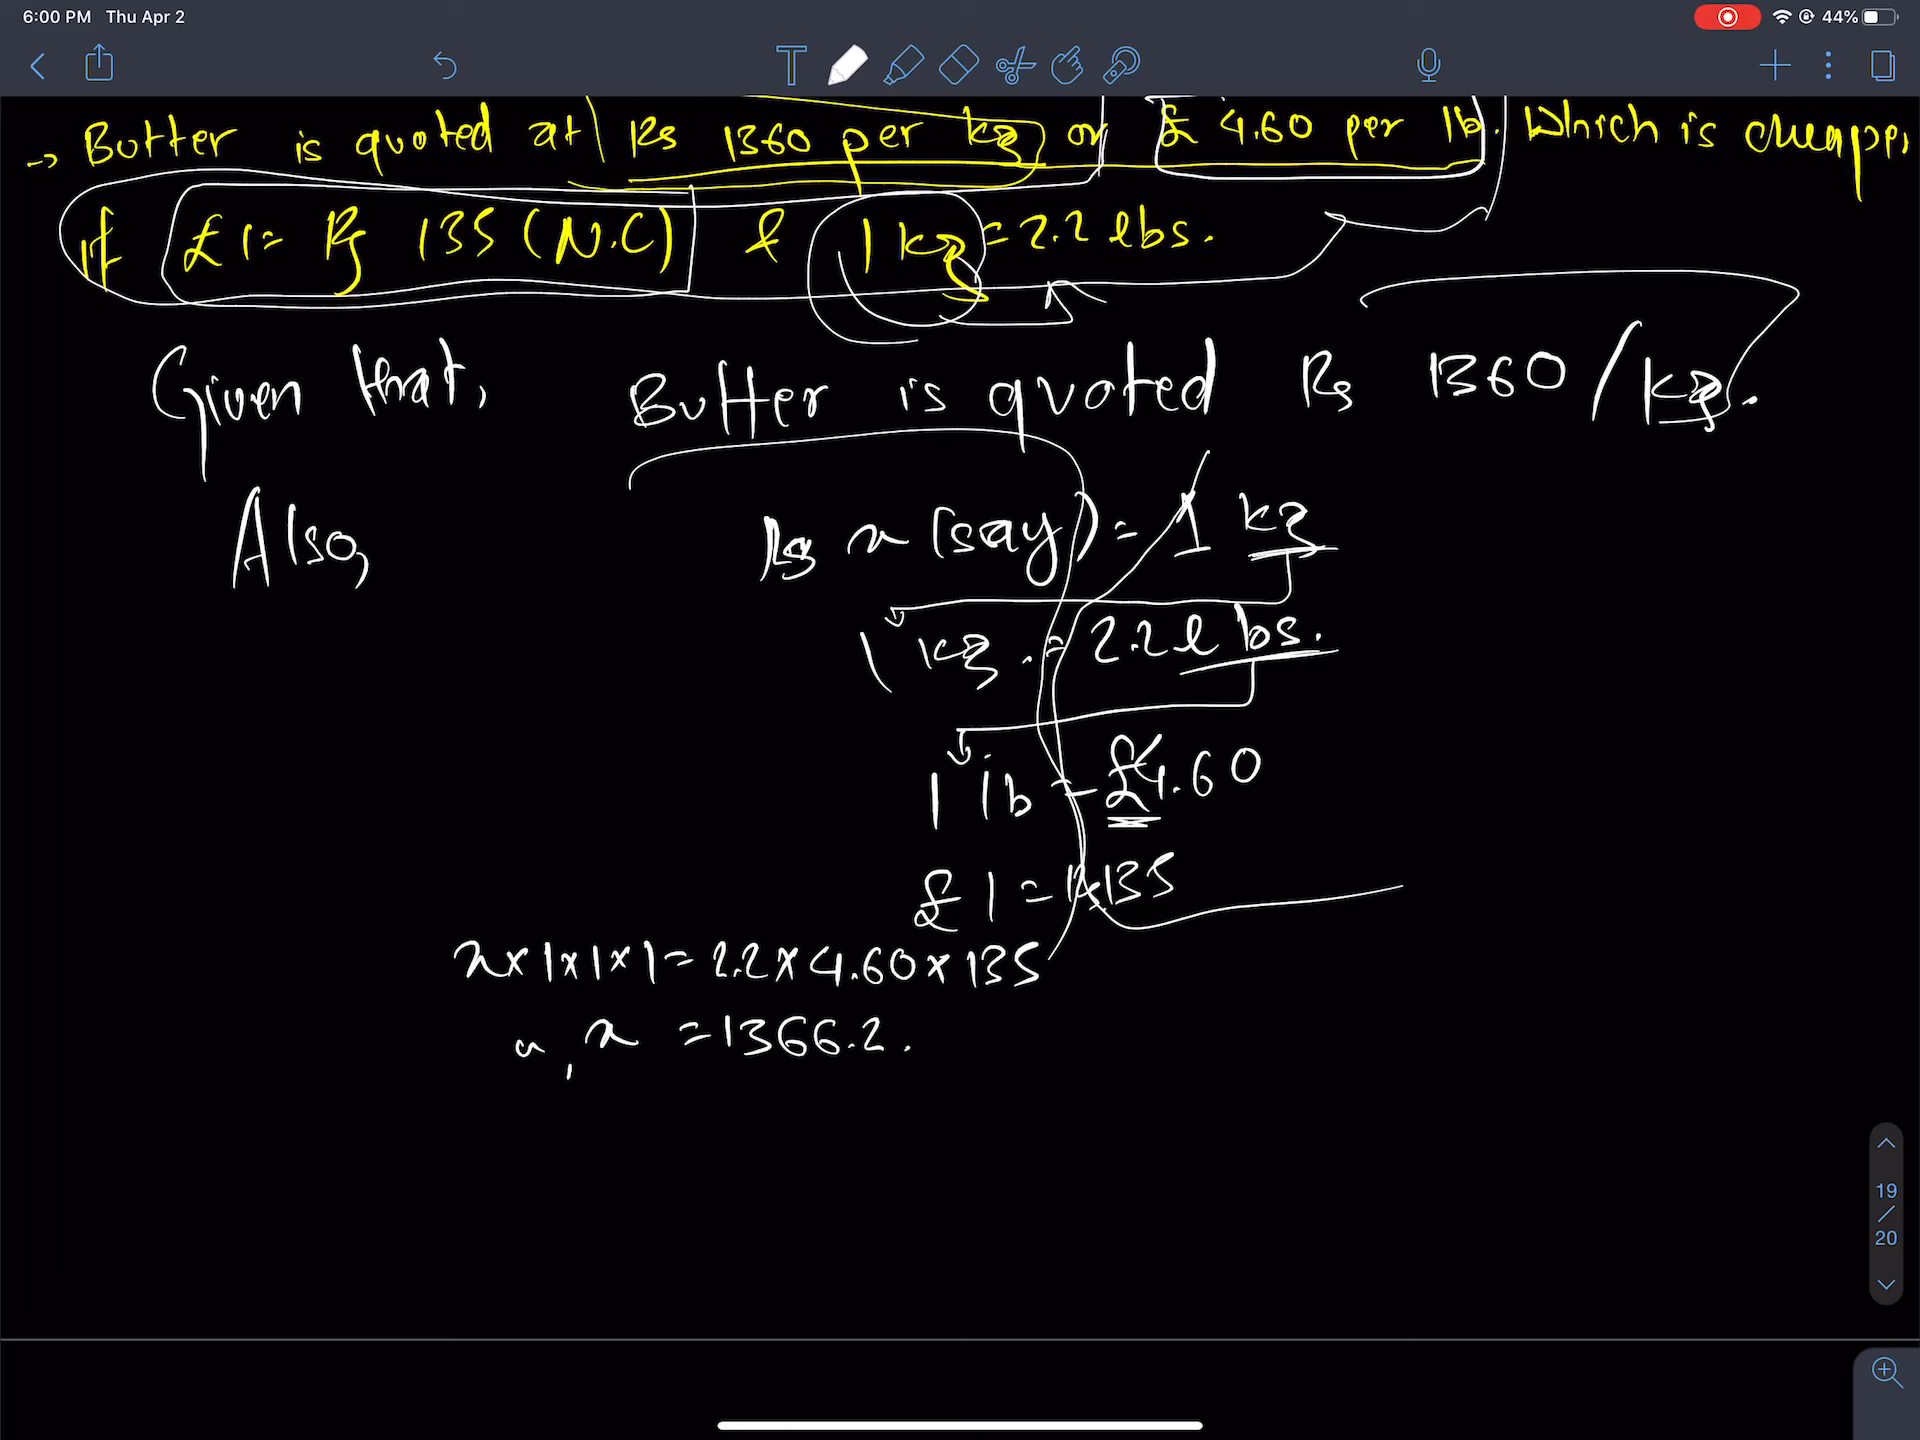 6:00 PM Thu Apr 2
44%
-> Butter is quoted at Rs 1360 per kg or £ 4.60 per lb. Which is cheaper,
if £1 = Rs 135 (N.C) & 1 kg = 2.2 lbs.
Given that, Butter is quoted Rs 1360/kg.
Also, Rs x (say) = 1 kg
1 kg. = 2.2 lbs.
1 lb = £4.60
£ 1 = Rs 135
x × 1 × 1 × 1 = 2.2 × 4.60 × 135
or, x = 1366.2.
19
/
20